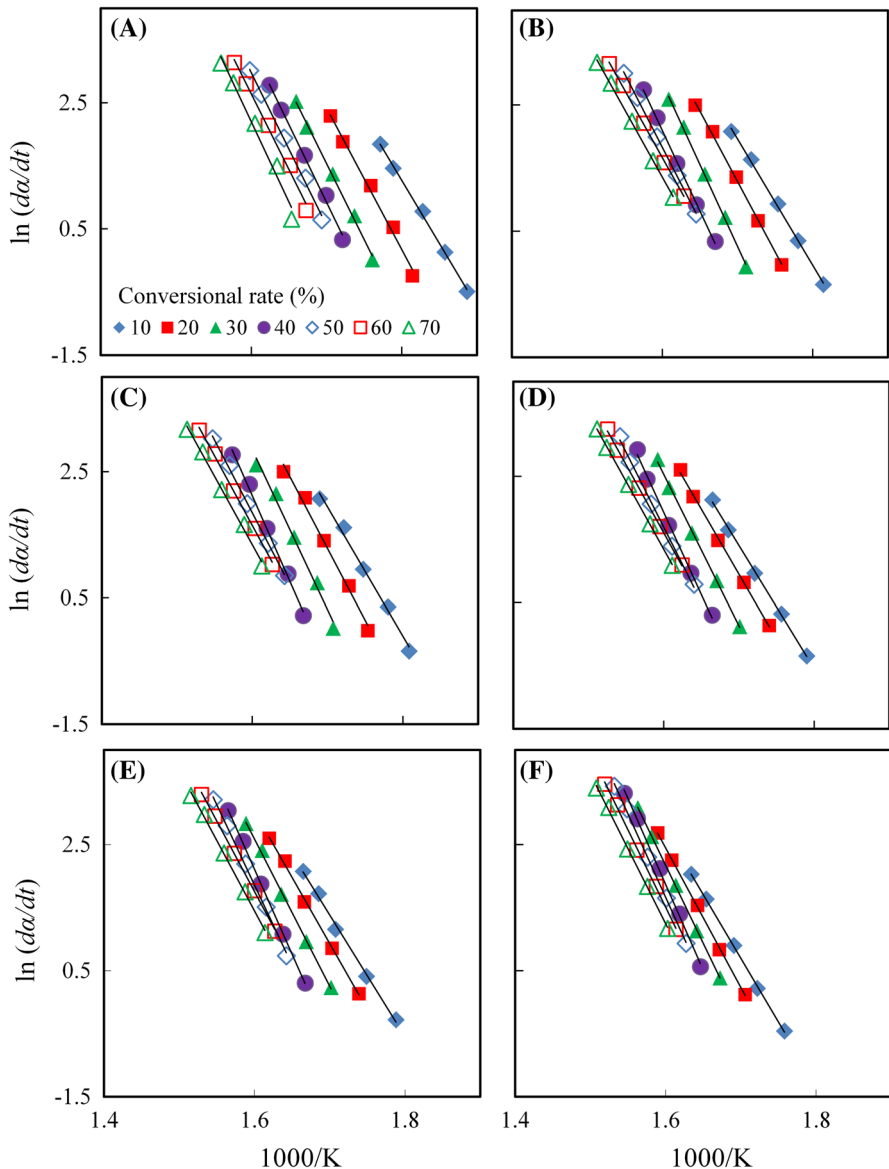 (A) (B)
2.5
ln (dα/dt)
0.5
Conversional rate (%)
10 20 30 40 50 60 70
-1.5
(C) (D)
2.5
ln (dα/dt)
0.5
-1.5
(E) (F)
2.5
ln (dα/dt)
0.5
-1.5
1.4 1.6 1.8 1.4 1.6 1.8
1000/K 1000/K